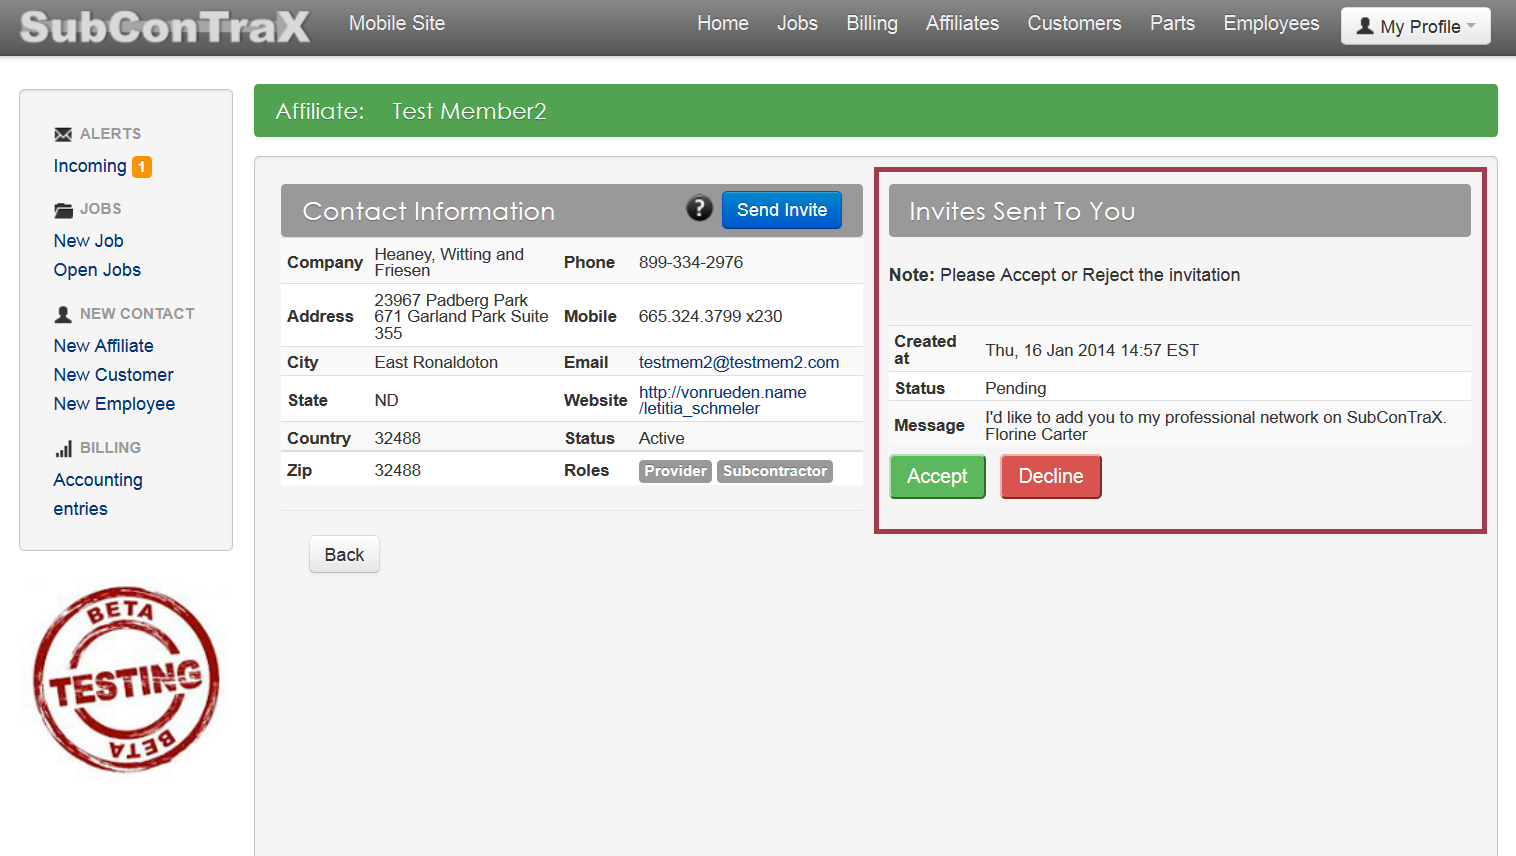 SubConTraX
Mobile Site
Home
Jobs
Billing
Affiliates
Customers
Parts
Employees
My Profile
ALERTS
Incoming 1
JOBS
New Job
Open Jobs
NEW CONTACT
New Affiliate
New Customer
New Employee
BILLING
Accounting
entries
BETA
TESTING
BETA
Affiliate: Test Member2
Contact Information
?
Send Invite
Company
Heaney, Witting and
Friesen
Phone
899-334-2976
Address
23967 Padberg Park
671 Garland Park Suite
355
Mobile
665.324.3799 x230
City
East Ronaldoton
Email
testmem2@testmem2.com
State
ND
Website
http://vonrueden.name
/letitia_schmeler
Country
32488
Status
Active
Zip
32488
Roles
Provider
Subcontractor
Back
Invites Sent To You
Note: Please Accept or Reject the invitation
Created
at
Thu, 16 Jan 2014 14:57 EST
Status
Pending
Message
I'd like to add you to my professional network on SubConTraX.
Florine Carter
Accept
Decline